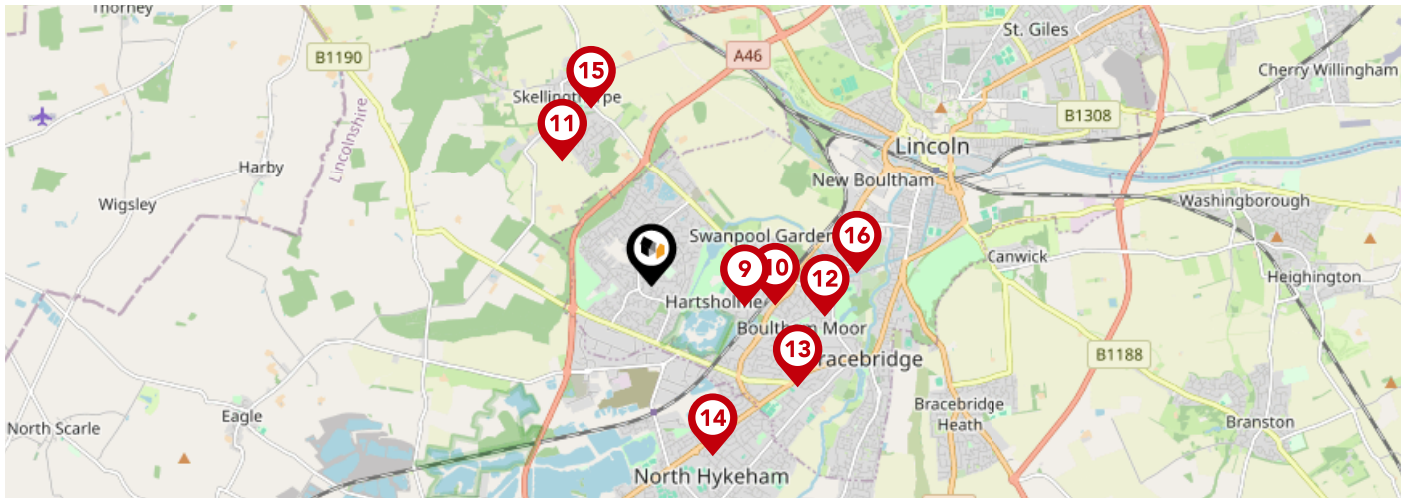 Thorney
St. Giles
A46
B1190
15
Cherry Willingham
Skellingthorpe
B1308
11
Lincolnshire
Lincoln
Harby
New Boultham
Wigsley
Washingborough
Swanpool Garden
16
Canwick
9
10
12
Heighington
Hartsholme
Boultham Moor
13
Bracebridge
B1188
Bracebridge
Heath
Eagle
14
Branston
North Scarle
North Hykeham